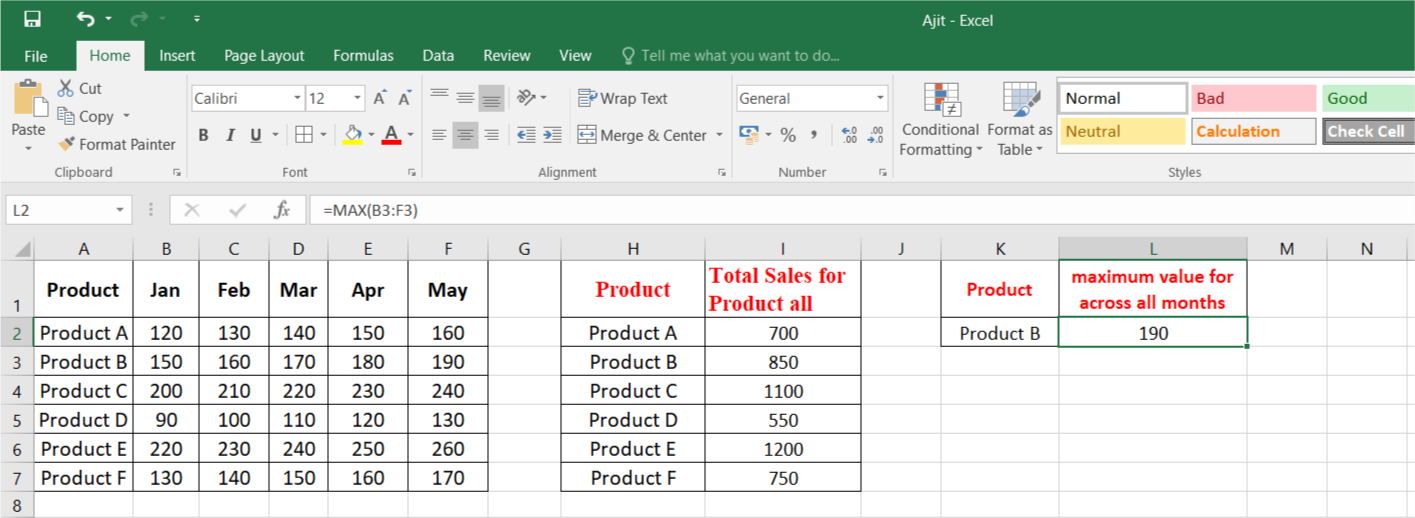 Ajit - Excel
File Home Insert Page Layout Formulas Data Review View Tell me what you want to do...
Paste
Cut
Copy
Format Painter
Clipboard
Calibri 12 A A
B I U A
Font
Wrap Text
Merge & Center
Alignment
General
% , .0 .00 .00 .0
Number
Conditional Formatting
Format as Table
Normal Bad Good
Neutral Calculation Check Cell
Styles
L2 fx =MAX(B3:F3)
A B C D E F G H I J K L M N
1 Product Jan Feb Mar Apr May Product Total Sales for Product all Product maximum value for across all months
2 Product A 120 130 140 150 160 Product A 700 Product B 190
3 Product B 150 160 170 180 190 Product B 850
4 Product C 200 210 220 230 240 Product C 1100
5 Product D 90 100 110 120 130 Product D 550
6 Product E 220 230 240 250 260 Product E 1200
7 Product F 130 140 150 160 170 Product F 750
8